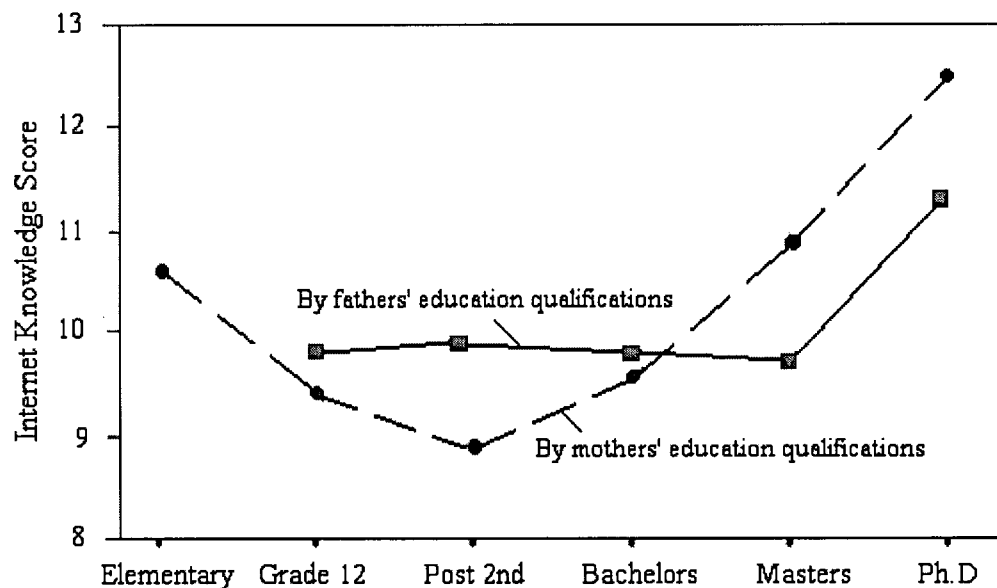 13
12
11
10
9
8
Internet Knowledge Score
By fathers' education qualifications
By mothers' education qualifications
Elementary Grade 12 Post 2nd Bachelors Masters Ph.D